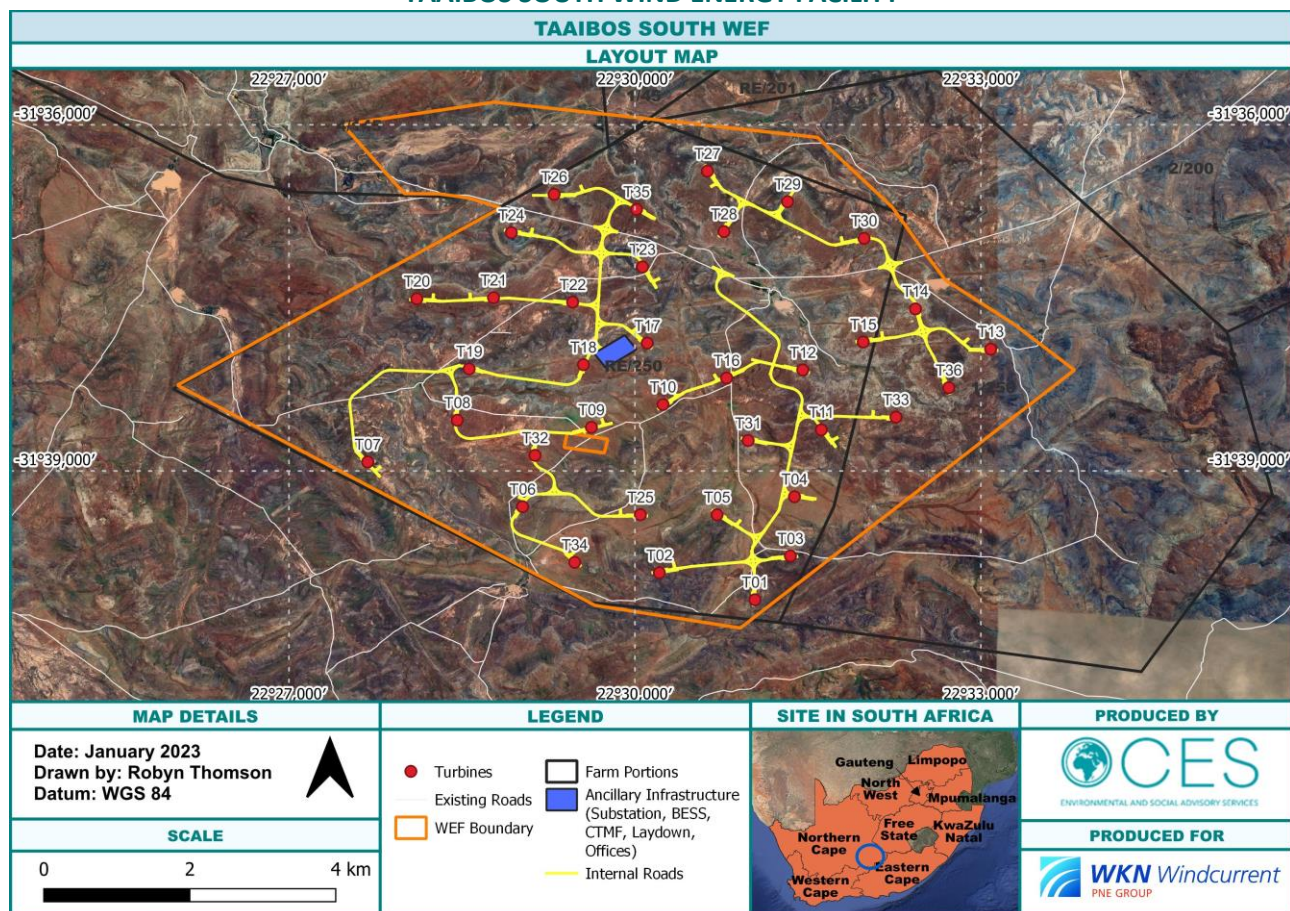 TAAIBOS SOUTH WEF
LAYOUT MAP
22°27,000' 22°30,000' 22°33,000'
-31°36,000' -31°36,000'
RE/201
2/200
T27
T26
T29
T35
T24
T28
T30
T23
T20
T21
T22
T14
T17
T15
T13
T18
RE/250
T19
T16
T12
T36
T10
T08
T09
T33
T11
T31
T07
T32
-31°39,000' -31°39,000'
T04
T06
T25
T05
T34
T02
T03
T01
22°27,000' 22°30,000' 22°33,000'
MAP DETAILS
Date: January 2023
Drawn by: Robyn Thomson
Datum: WGS 84
SCALE
0 2 4 km
LEGEND
Turbines
Existing Roads
WEF Boundary
Farm Portions
Ancillary Infrastructure
(Substation, BESS,
CTMF, Laydown,
Offices)
Internal Roads
SITE IN SOUTH AFRICA
Limpopo
Gauteng
North
West
Mpumalanga
Free
State
KwaZulu
Natal
Northern
Cape
Eastern
Cape
Western
Cape
PRODUCED BY
CES
ENVIRONMENTAL AND SOCIAL ADVISORY SERVICES
PRODUCED FOR
WKN Windcurrent
PNE GROUP